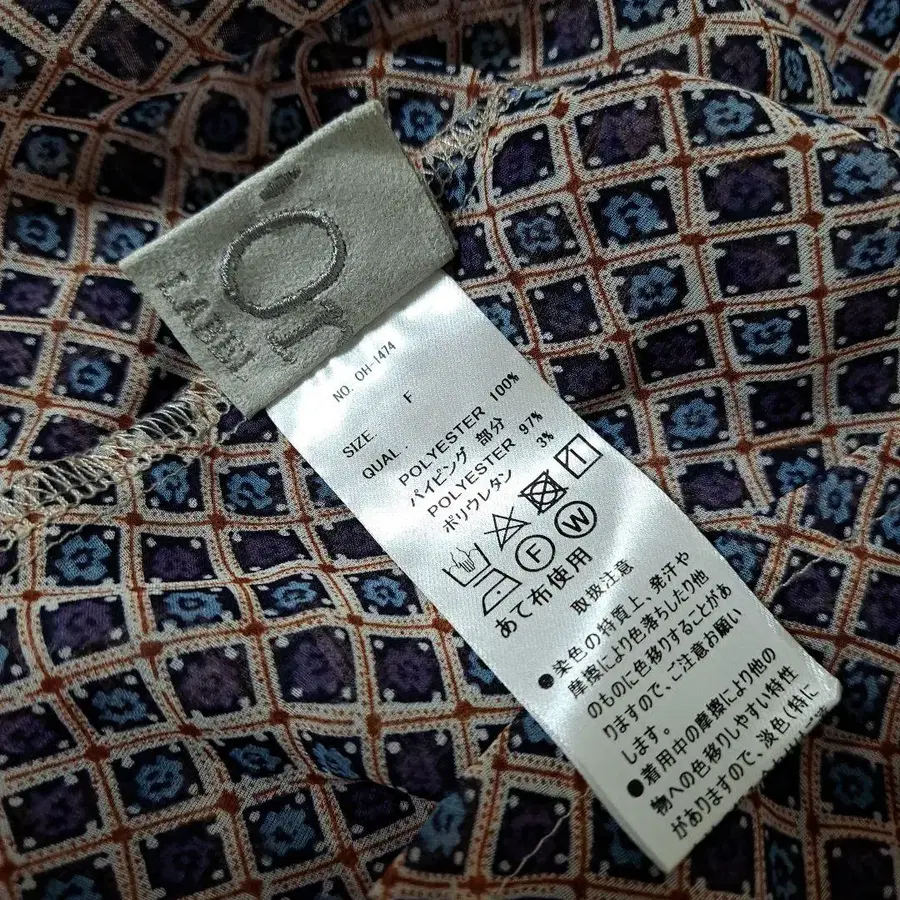 LABEL
NO. OH-1474
SIZE. F
QUAL.
POLYESTER 100%
パイピング 部分
POLYESTER 97%
ポリウレタン 3%
F W
あて布使用
取扱注意
●染色の特質上、発汗や
摩擦により色落ちしたり他
のものに色移りすることがあ
りますので、ご注意お願い
します。
●着用中の摩擦により他の
物への色移りしやすい特性
がありますので、淡色(特に